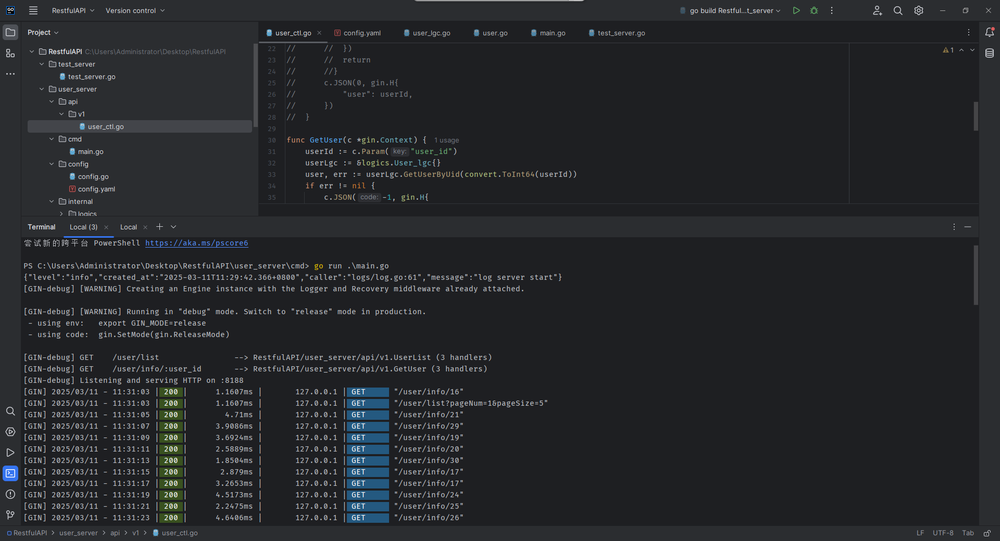 GO
RestfulAPI
Version control
go build Restful...t_server
Project
RestfulAPI C:\Users\Administrator\Desktop\RestfulAPI
test_server
test_server.go
user_server
api
v1
user_ctl.go
cmd
main.go
config
config.go
config.yaml
internal
logics
user_ctl.go
config.yaml
user_lgc.go
user.go
main.go
test_server.go
1
22 //      //  })
23 //      //  return
24 //      //}
25 //      c.JSON(0, gin.H{
26 //          "user": userId,
27 //      })
28 //  }
29
30 func GetUser(c *gin.Context) {  1 usage
31     userId := c.Param( key: "user_id")
32     userLgc := &logics.User_lgc{}
33     user, err := userLgc.GetUserByUid(convert.ToInt64(userId))
34     if err != nil {
35         c.JSON( code: -1, gin.H{
Terminal
Local (3)
Local
尝试新的跨平台 PowerShell https://aka.ms/pscore6
PS C:\Users\Administrator\Desktop\RestfulAPI\user_server\cmd> go run .\main.go
{"level":"info","created_at":"2025-03-11T11:29:42.366+0800","caller":"logs/log.go:61","message":"log server start"}
[GIN-debug] [WARNING] Creating an Engine instance with the Logger and Recovery middleware already attached.
[GIN-debug] [WARNING] Running in "debug" mode. Switch to "release" mode in production.
 - using env:   export GIN_MODE=release
 - using code:  gin.SetMode(gin.ReleaseMode)
[GIN-debug] GET    /user/list                --> RestfulAPI/user_server/api/v1.UserList (3 handlers)
[GIN-debug] GET    /user/info/:user_id       --> RestfulAPI/user_server/api/v1.GetUser (3 handlers)
[GIN-debug] Listening and serving HTTP on :8188
[GIN] 2025/03/11 - 11:31:03 | 200 |      1.1607ms |       127.0.0.1 | GET      "/user/info/16"
[GIN] 2025/03/11 - 11:31:03 | 200 |      1.1607ms |       127.0.0.1 | GET      "/user/list?pageNum=1&pageSize=5"
[GIN] 2025/03/11 - 11:31:05 | 200 |        4.71ms |       127.0.0.1 | GET      "/user/info/21"
[GIN] 2025/03/11 - 11:31:07 | 200 |      3.9086ms |       127.0.0.1 | GET      "/user/info/29"
[GIN] 2025/03/11 - 11:31:09 | 200 |      3.6924ms |       127.0.0.1 | GET      "/user/info/19"
[GIN] 2025/03/11 - 11:31:11 | 200 |      2.5889ms |       127.0.0.1 | GET      "/user/info/20"
[GIN] 2025/03/11 - 11:31:13 | 200 |      1.8504ms |       127.0.0.1 | GET      "/user/info/30"
[GIN] 2025/03/11 - 11:31:15 | 200 |       2.879ms |       127.0.0.1 | GET      "/user/info/17"
[GIN] 2025/03/11 - 11:31:17 | 200 |      3.2653ms |       127.0.0.1 | GET      "/user/info/17"
[GIN] 2025/03/11 - 11:31:19 | 200 |      4.5173ms |       127.0.0.1 | GET      "/user/info/24"
[GIN] 2025/03/11 - 11:31:21 | 200 |      2.2475ms |       127.0.0.1 | GET      "/user/info/25"
[GIN] 2025/03/11 - 11:31:23 | 200 |      4.6406ms |       127.0.0.1 | GET      "/user/info/26"
RestfulAPI > user_server > api > v1 > user_ctl.go
LF UTF-8 Tab